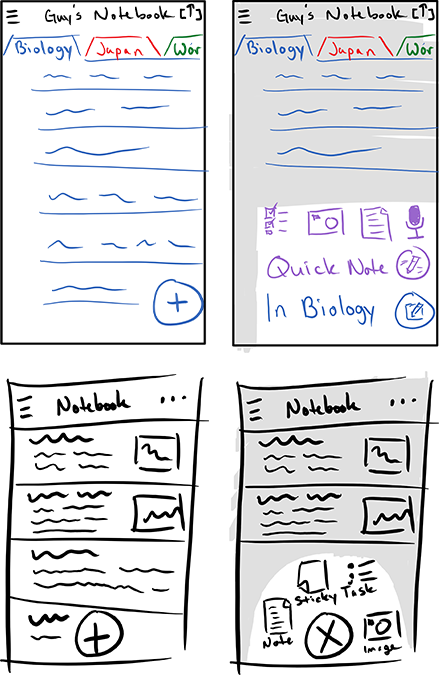 Guy's Notebook
Biology Japan Wor
Guy's Notebook
Biology Japan Wor
Quick Note
In Biology
Notebook
Notebook
Sticky Task
Note
Image